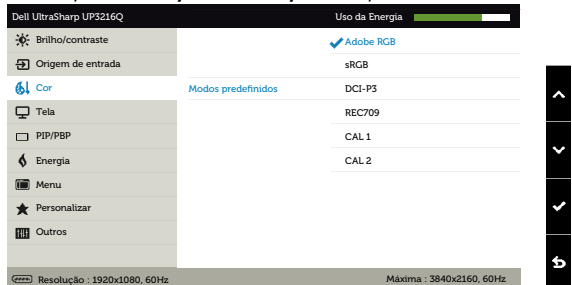 Dell UltraSharp UP3216Q Uso da Energia
Brilho/contraste Adobe RGB
Origem de entrada sRGB
Cor Modos predefinidos DCI-P3
Tela REC709
PIP/PBP CAL 1
Energia CAL 2
Menu
Personalizar
Outros
Resolução : 1920x1080, 60Hz Máxima : 3840x2160, 60Hz